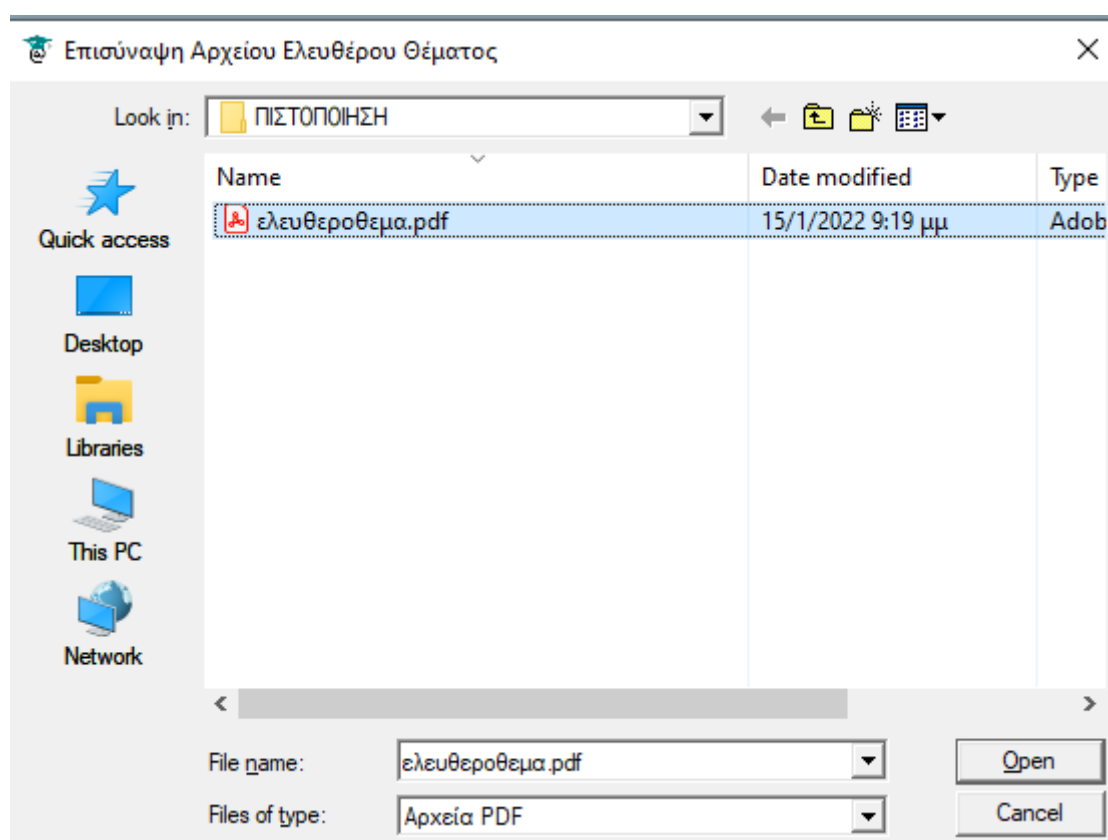 Επισύναψη Αρχείου Ελευθέρου Θέματος
Look in: ΠΙΣΤΟΠΟΙΗΣΗ
Name Date modified Type
ελευθεροθεμα.pdf 15/1/2022 9:19 μμ Adob
Quick access
Desktop
Libraries
This PC
Network
File name: ελευθεροθεμα.pdf Open
Files of type: Αρχεία PDF Cancel